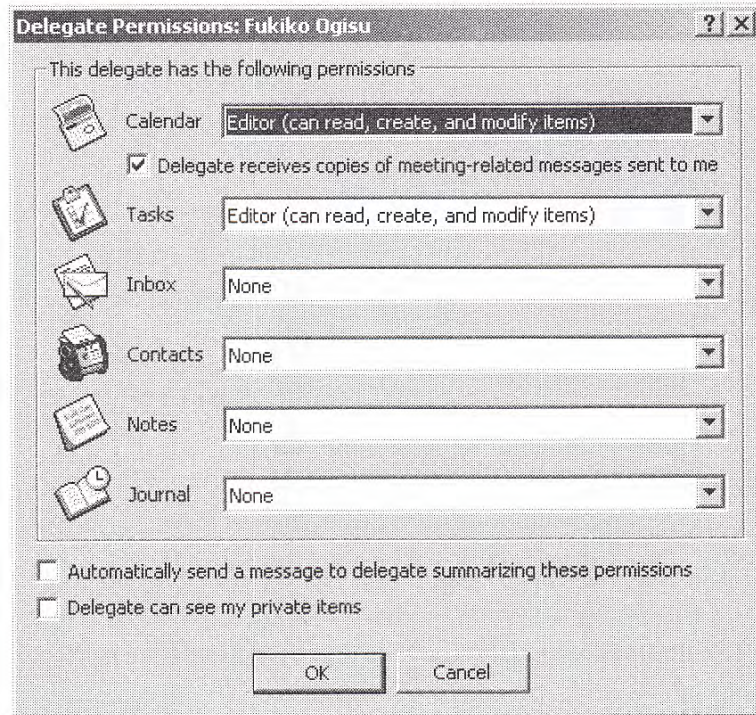 Delegate Permissions: Fukiko Ogisu
This delegate has the following permissions
Calendar Editor (can read, create, and modify items)
Delegate receives copies of meeting-related messages sent to me
Tasks Editor (can read, create, and modify items)
Inbox None
Contacts None
Notes None
Journal None
Automatically send a message to delegate summarizing these permissions
Delegate can see my private items
OK Cancel